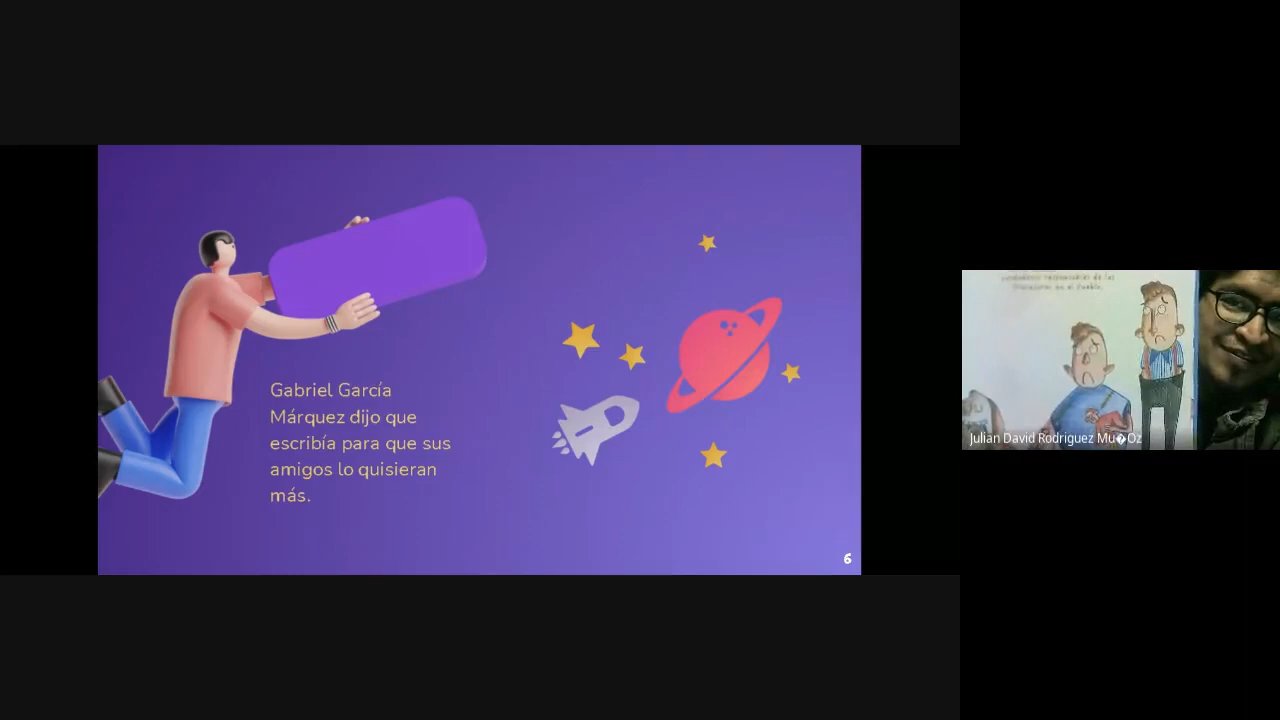 Gabriel García
Márquez dijo que
escribía para que sus
amigos lo quisieran
más.
6
Julian David Rodriguez Mu�Oz